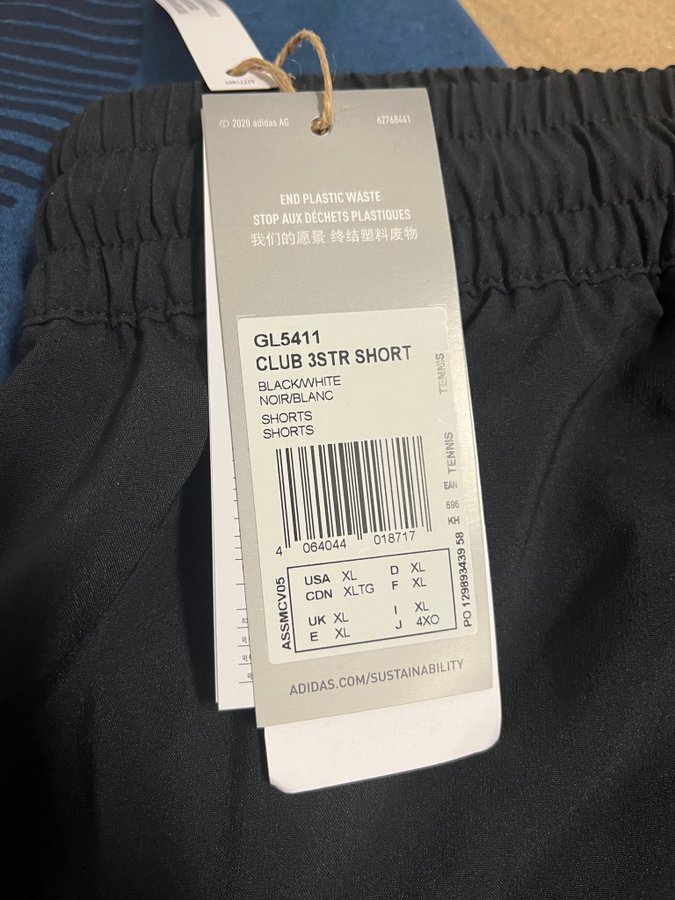 © 2020 adidas AG
62768441
END PLASTIC WASTE
STOP AUX DÉCHETS PLASTIQUES
我们的愿景 终结塑料废物
GL5411
CLUB 3STR SHORT
BLACK/WHITE
NOIR/BLANC
SHORTS
SHORTS
TENNIS
TENNIS
EAN
696
KH
4 064044 018717
ASSMCV05
USA XL D XL
CDN XLTG F XL
UK XL I XL
E XL J 4XO
PO 129893439 58
ADIDAS.COM/SUSTAINABILITY